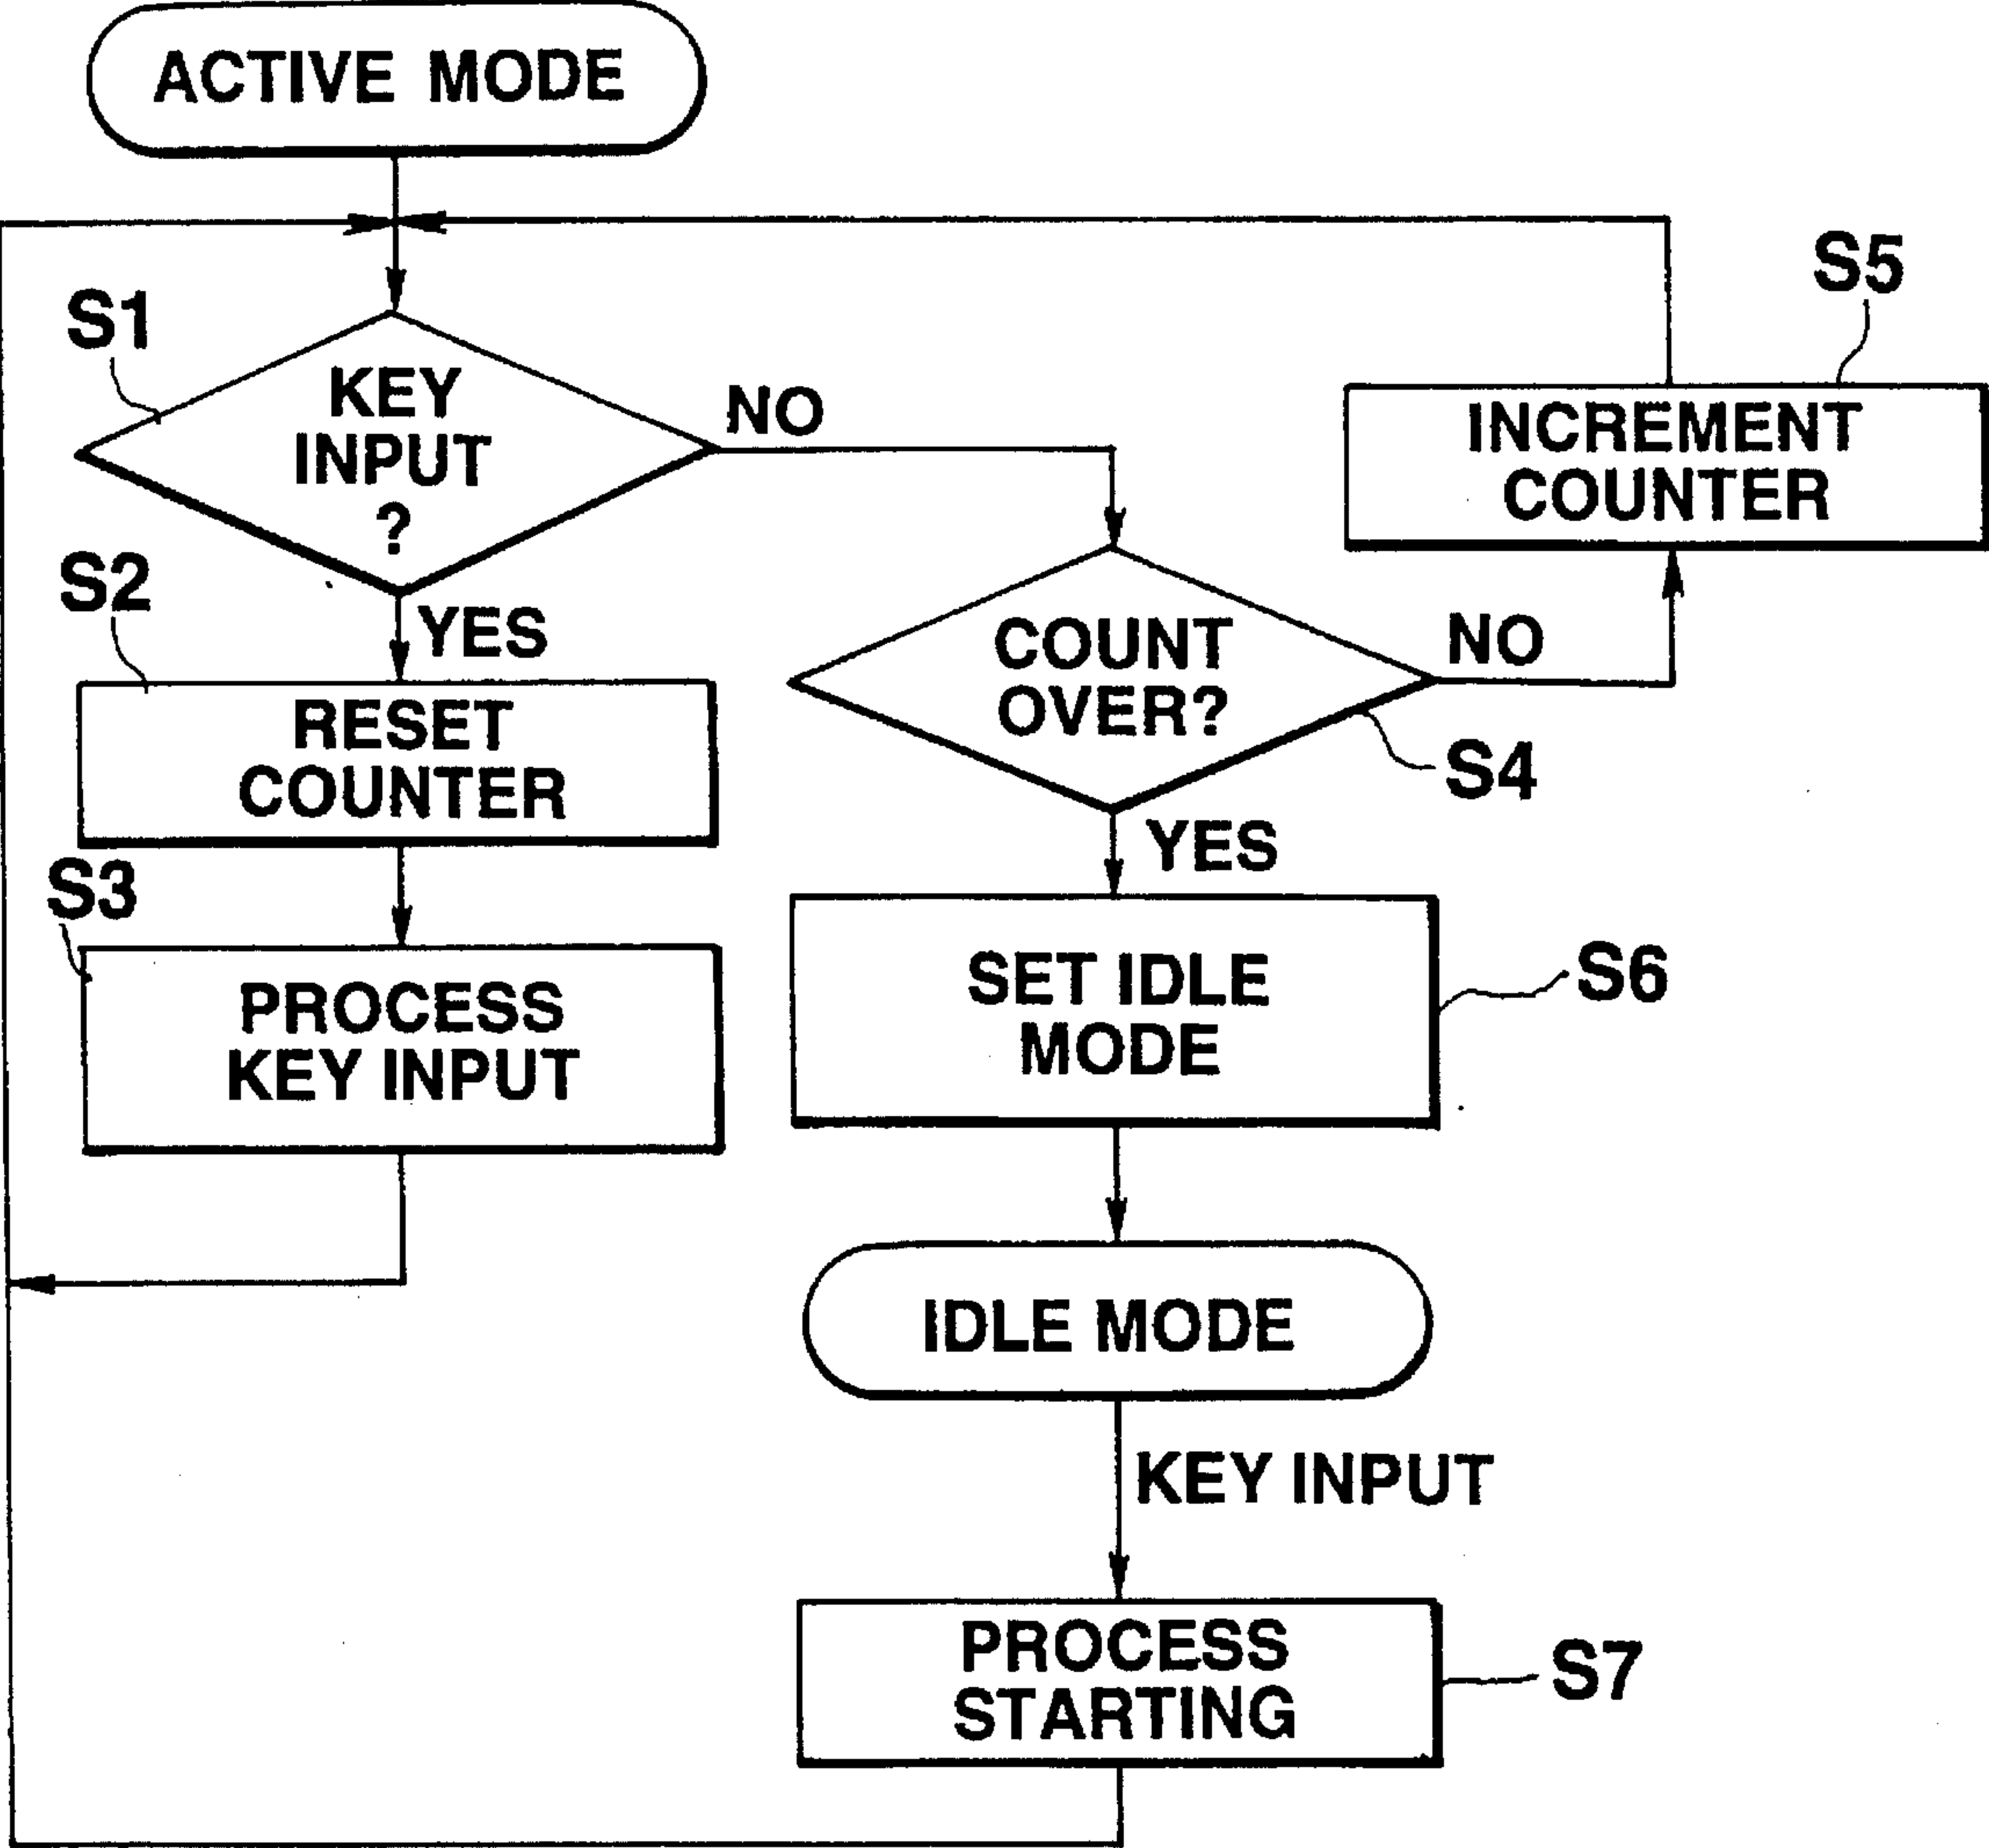 ACTIVE MODE
S1
KEY
INPUT
?
NO
S5
INCREMENT
COUNTER
S2
YES
RESET
COUNTER
COUNT
OVER?
NO
S4
YES
S3
PROCESS
KEY INPUT
SET IDLE
MODE
S6
IDLE MODE
KEY INPUT
PROCESS
STARTING
S7